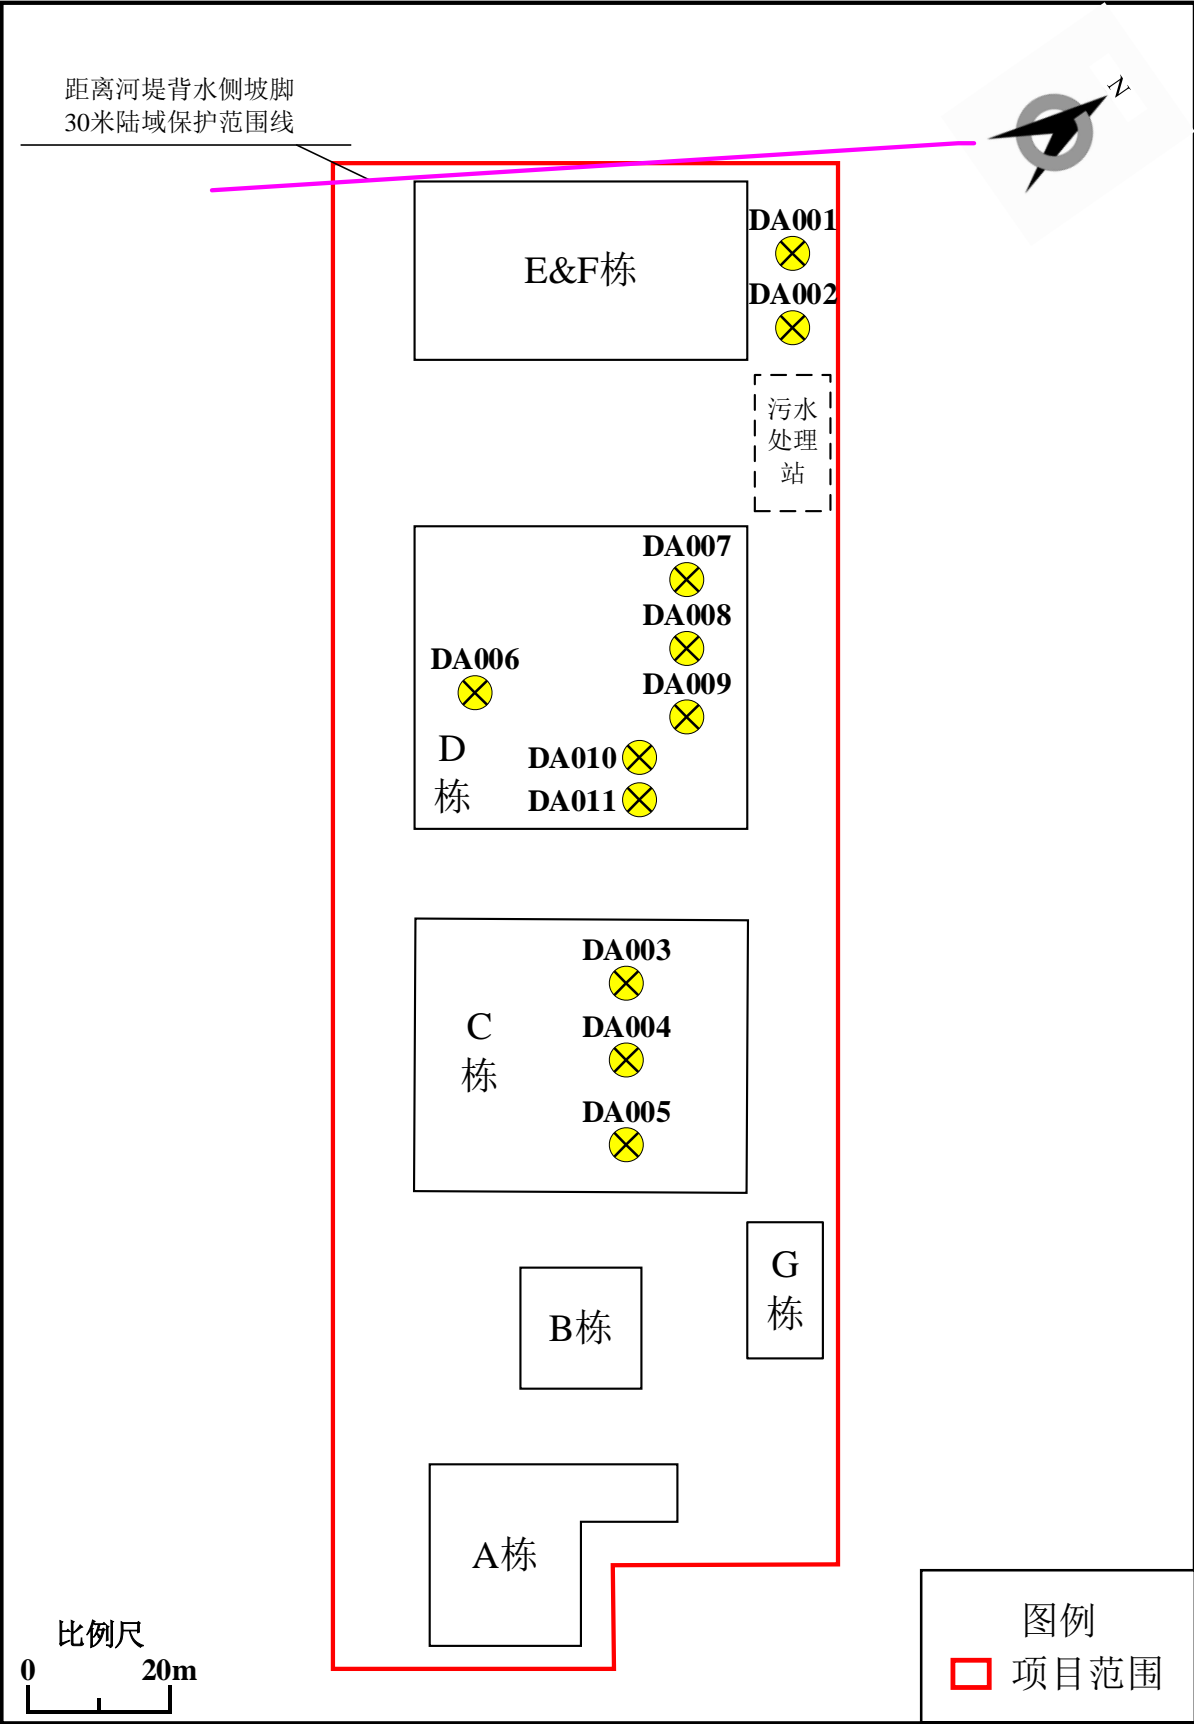 距离河堤背水侧坡脚
30米陆域保护范围线
N
DA001
E&F栋
DA002
污水
处理
站
DA007
DA008
DA006
DA009
D
栋
DA010
DA011
DA003
C
栋
DA004
DA005
G
栋
B栋
A栋
比例尺
0 20m
图例
项目范围